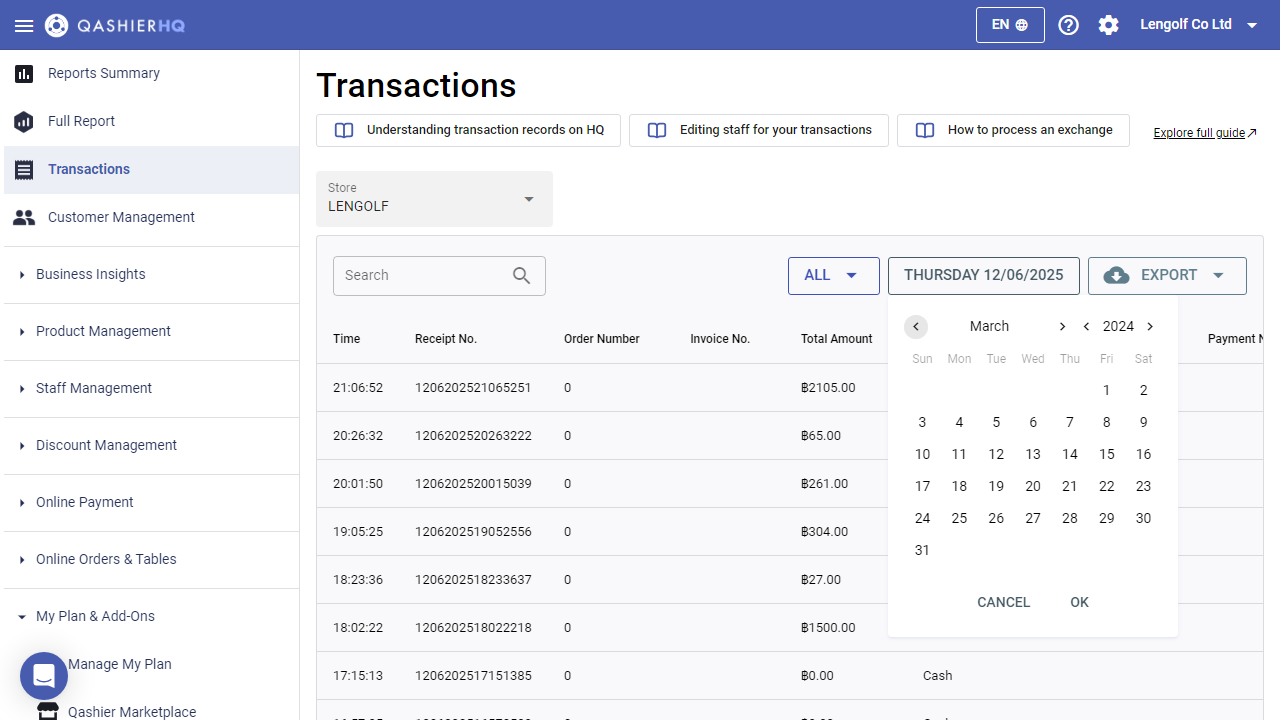 QASHIERHQ
EN
Lengolf Co Ltd
Reports Summary
Full Report
Transactions
Customer Management
Business Insights
Product Management
Staff Management
Discount Management
Online Payment
Online Orders & Tables
My Plan & Add-Ons
Manage My Plan
Qashier Marketplace
Transactions
Understanding transaction records on HQ
Editing staff for your transactions
How to process an exchange
Explore full guide
Store
LENGOLF
Search
ALL
THURSDAY 12/06/2025
EXPORT
Time Receipt No. Order Number Invoice No. Total Amount Payment
21:06:52 1206202521065251 0 ฿2105.00
20:26:32 1206202520263222 0 ฿65.00
20:01:50 1206202520015039 0 ฿261.00
19:05:25 1206202519052556 0 ฿304.00
18:23:36 1206202518233637 0 ฿27.00
18:02:22 1206202518022218 0 ฿1500.00
17:15:13 1206202517151385 0 ฿0.00 Cash
March 2024
Sun Mon Tue Wed Thu Fri Sat
1 2
3 4 5 6 7 8 9
10 11 12 13 14 15 16
17 18 19 20 21 22 23
24 25 26 27 28 29 30
31
CANCEL OK